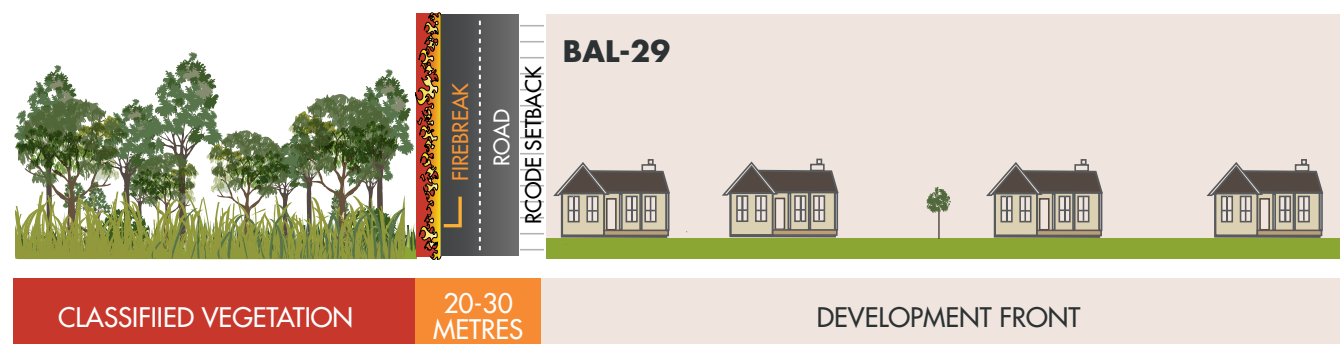 BAL-29
FIREBREAK
ROAD
RCODE SETBACK
CLASSIFIIED VEGETATION
20-30
METRES
DEVELOPMENT FRONT